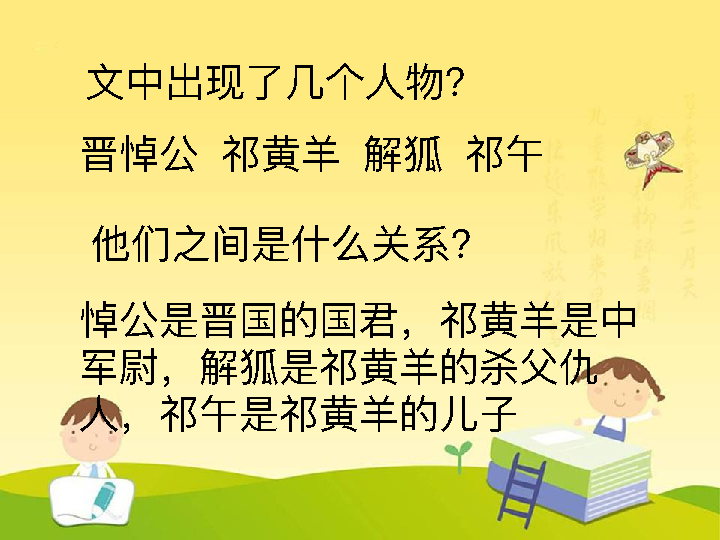 文中出现了几个人物?
晋悼公 祁黄羊 解狐 祁午
他们之间是什么关系?
悼公是晋国的国君，祁黄羊是中
军尉，解狐是祁黄羊的杀父仇
人，祁午是祁黄羊的儿子